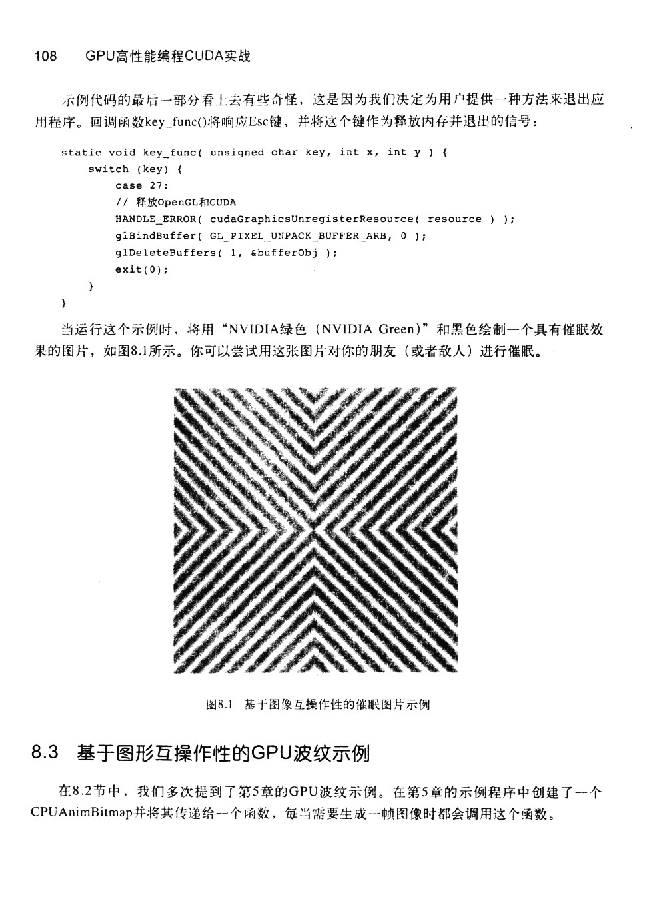 108 GPU高性能编程CUDA实战
示例代码的最后一部分看上去有些奇怪，这是因为我们决定为用户提供一种方法来退出应
用程序。回调函数key_func()将响应Esc键，并将这个键作为释放内存并退出的信号：
static void key_func( unsigned char key, int x, int y ) {
switch (key) {
case 27:
// 释放OpenGL和CUDA
HANDLE_ERROR( cudaGraphicsUnregisterResource( resource ) );
glBindBuffer( GL_PIXEL_UNPACK_BUFFER_ARB, 0 );
glDeleteBuffers( 1, &bufferObj );
exit(0);
}
}
当运行这个示例时，将用“NVIDIA绿色（NVIDIA Green）”和黑色绘制一个具有催眠效
果的图片，如图8.1所示。你可以尝试用这张图片对你的朋友（或者敌人）进行催眠。
图8.1 基于图像互操作性的催眠图片示例
8.3 基于图形互操作性的GPU波纹示例
在8.2节中，我们多次提到了第5章的GPU波纹示例。在第5章的示例程序中创建了一个
CPUAnimBitmap并将其传递给一个函数，每当需要生成一帧图像时都会调用这个函数。